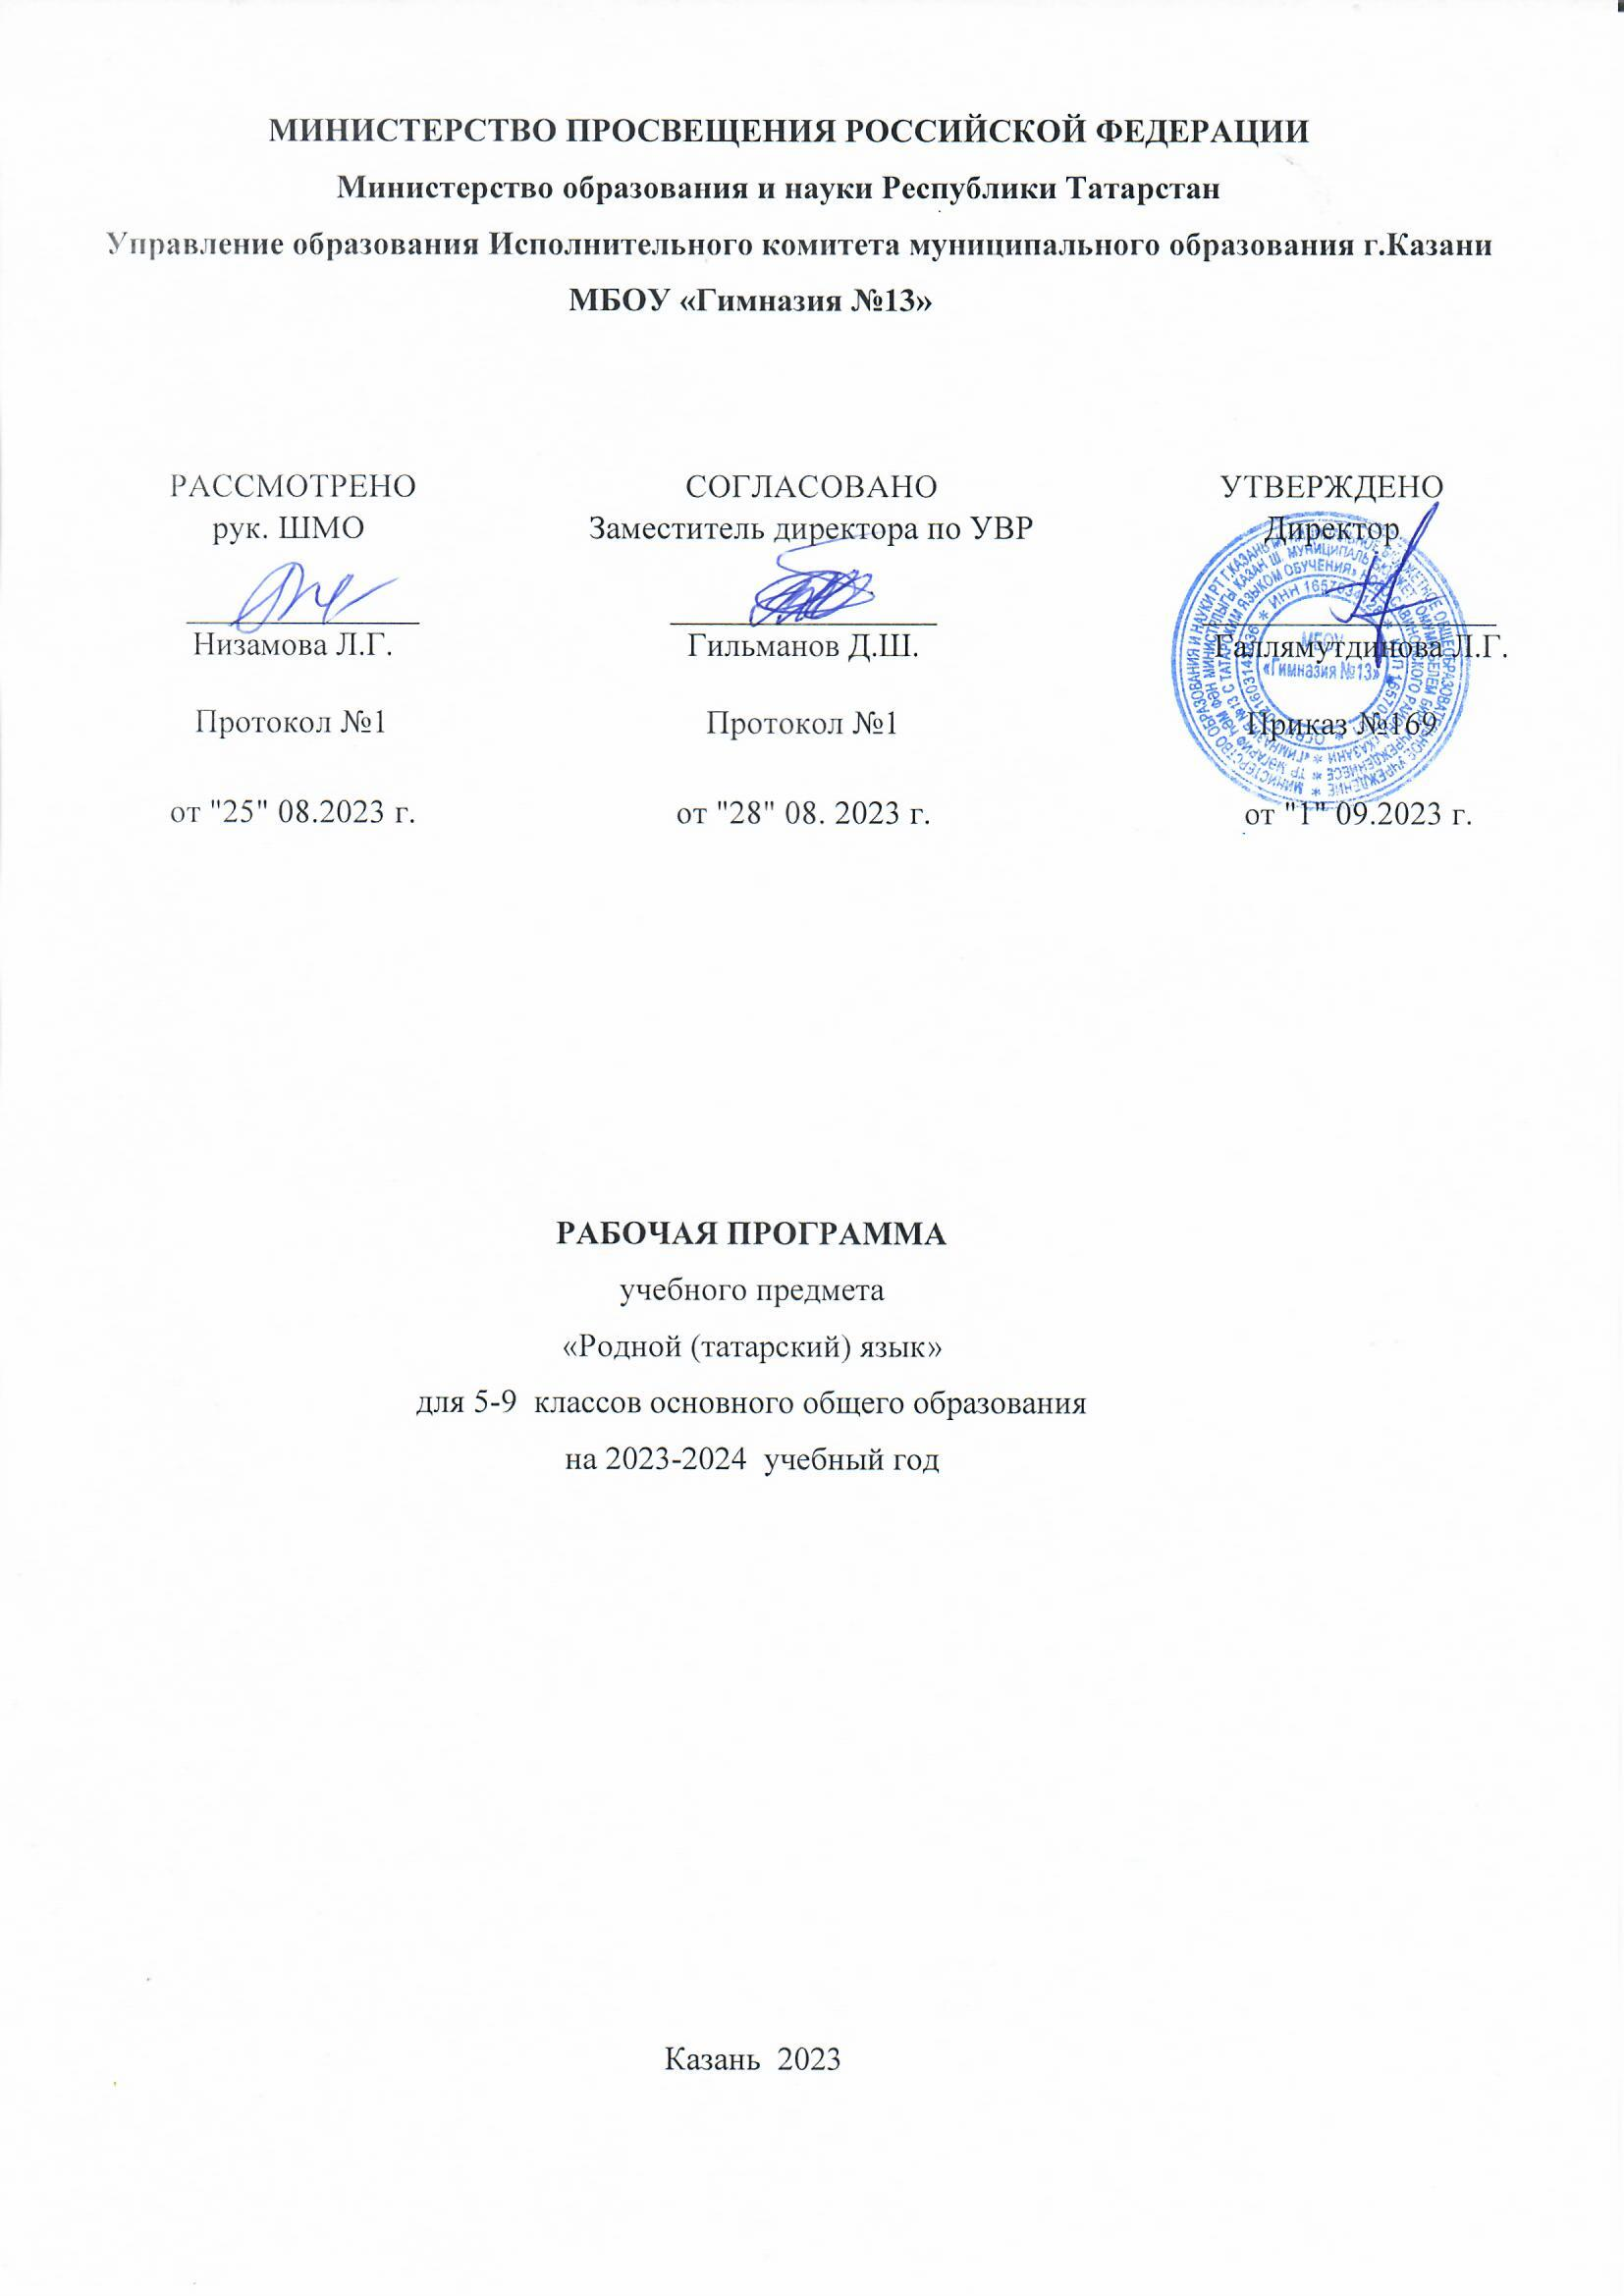 МИНИСТЕРСТВО ПРОСВЕЩЕНИЯ РОССИЙСКОЙ ФЕДЕРАЦИИ
Министерство образования и науки Республики Татарстан
Управление образования Исполнительного комитета муниципального образования г.Казани
МБОУ «Гимназия №13»
РАССМОТРЕНО
рук. ШМО
Низамова Л.Г.
Протокол №1
от "25" 08.2023 г.
СОГЛАСОВАНО
Заместитель директора по УВР
Гильманов Д.Ш.
Протокол №1
от "28" 08. 2023 г.
УТВЕРЖДЕНО
Директор
Галлямутдинова Л.Г.
Приказ №169
от "1" 09.2023 г.
МБОУ
«Гимназия №13»
РАБОЧАЯ ПРОГРАММА
учебного предмета
«Родной (татарский) язык»
для 5-9 классов основного общего образования
на 2023-2024 учебный год
Казань 2023